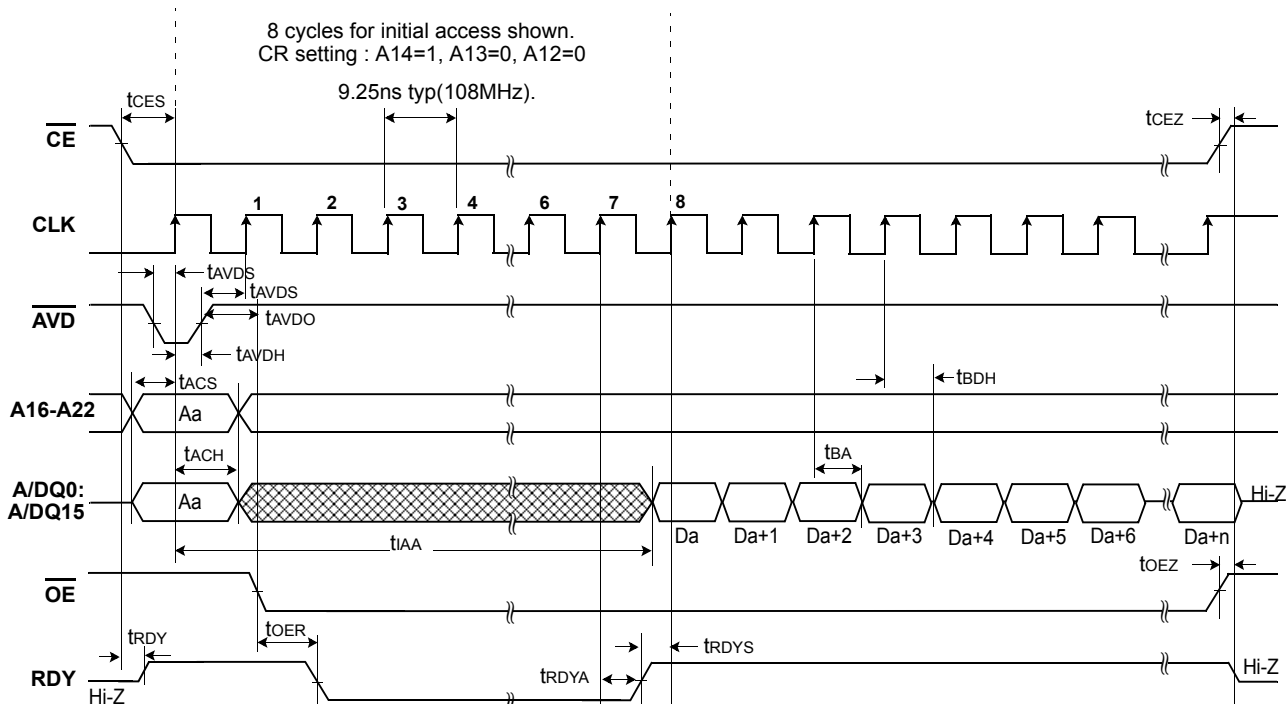 8 cycles for initial access shown.
CR setting : A14=1, A13=0, A12=0
9.25ns typ(108MHz).
tCES
tCEZ
CE
1 2 3 4 6 7 8
CLK
tAVDS
tAVDS
AVD
tAVDO
tAVDH
tACS
tBDH
A16-A22
Aa
tACH
tBA
A/DQ0:
A/DQ15
Aa
Hi-Z
Da Da+1 Da+2 Da+3 Da+4 Da+5 Da+6 Da+n
tIAA
tOEZ
OE
tOER
tRDY
tRDYS
RDY
tRDYA
Hi-Z
Hi-Z